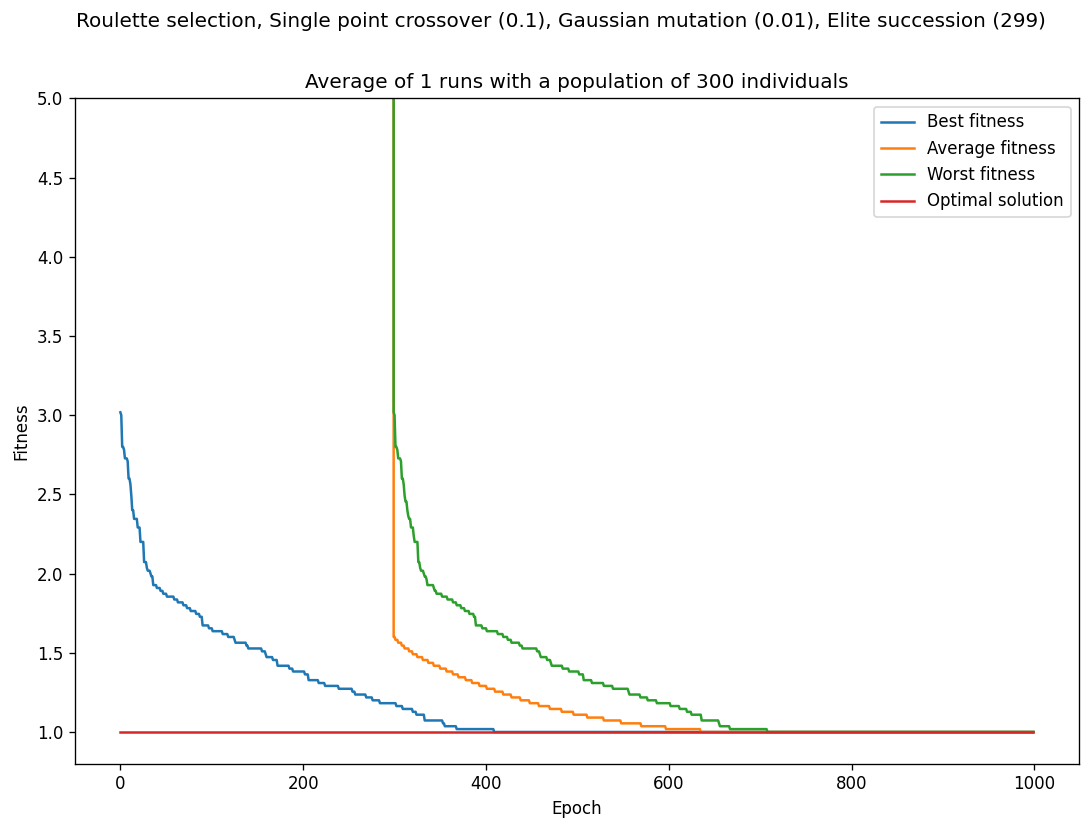 Roulette selection, Single point crossover (0.1), Gaussian mutation (0.01), Elite succession (299)
Average of 1 runs with a population of 300 individuals
5.0
4.5
4.0
3.5
3.0
2.5
2.0
1.5
1.0
Fitness
Best fitness
Average fitness
Worst fitness
Optimal solution
0
200
400
600
800
1000
Epoch